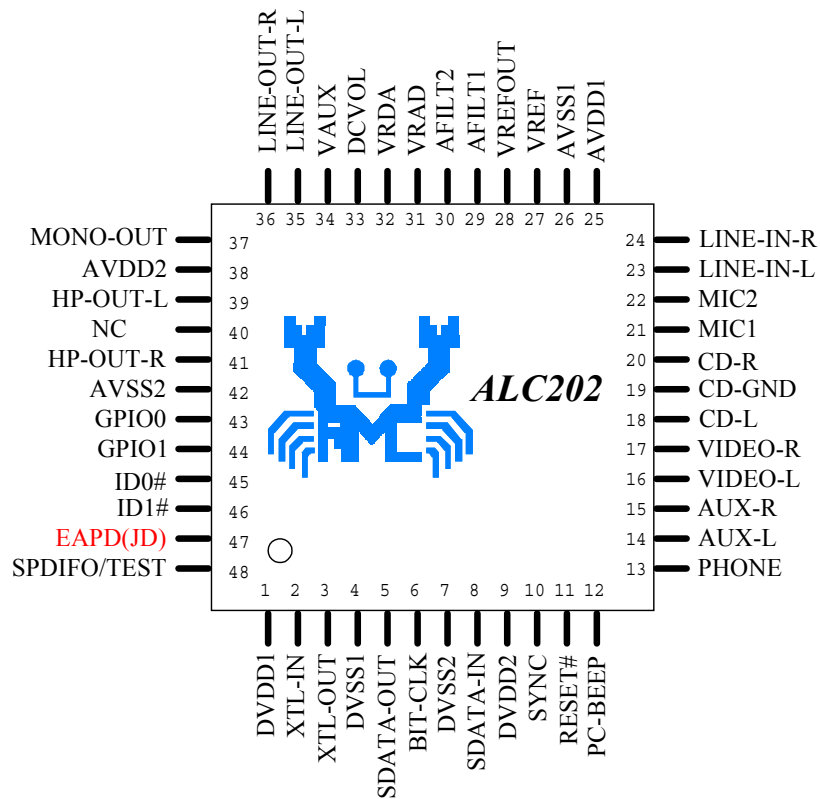 LINE-OUT-R
LINE-OUT-L
VAUX
DCVOL
VRDA
VRAD
AFILT2
AFILT1
VREFOUT
VREF
AVSS1
AVDD1
36 35 34 33 32 31 30 29 28 27 26 25
MONO-OUT 37
AVDD2 38
HP-OUT-L 39
NC 40
HP-OUT-R 41
AVSS2 42
GPIO0 43
GPIO1 44
ID0# 45
ID1# 46
EAPD(JD) 47
SPDIFO/TEST 48
AMC
ALC202
24 LINE-IN-R
23 LINE-IN-L
22 MIC2
21 MIC1
20 CD-R
19 CD-GND
18 CD-L
17 VIDEO-R
16 VIDEO-L
15 AUX-R
14 AUX-L
13 PHONE
1 2 3 4 5 6 7 8 9 10 11 12
DVDD1
XTL-IN
XTL-OUT
DVSS1
SDATA-OUT
BIT-CLK
DVSS2
SDATA-IN
DVDD2
SYNC
RESET#
PC-BEEP